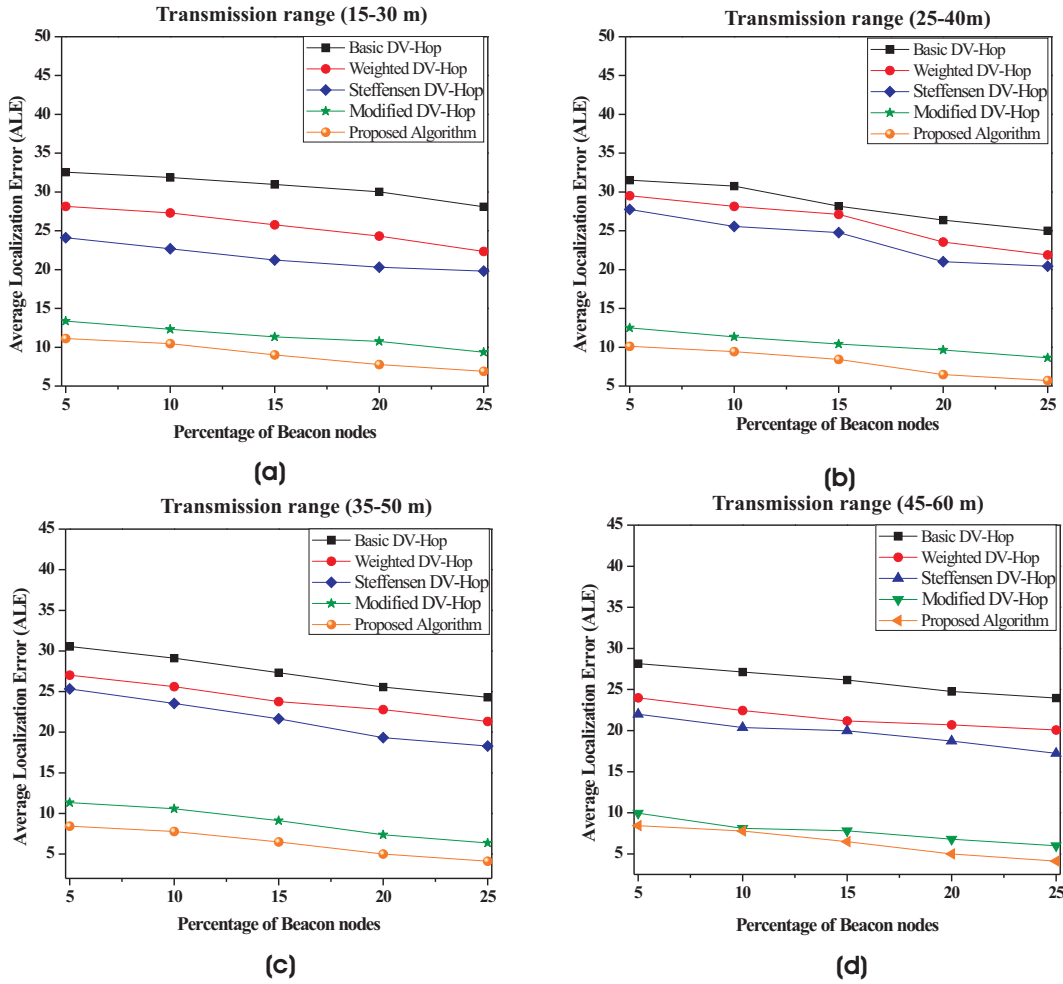 Transmission range (15-30 m)
50
45
40
35
30
25
20
15
10
5
Average Localization Error (ALE)
Basic DV-Hop
Weighted DV-Hop
Steffensen DV-Hop
Modified DV-Hop
Proposed Algorithm
5
10
15
20
25
Percentage of Beacon nodes
(a)
Transmission range (25-40m)
50
45
40
35
30
25
20
15
10
5
Average Localization Error (ALE)
Basic DV-Hop
Weighted DV-Hop
Steffensen DV-Hop
Modified DV-Hop
Proposed Algorithm
5
10
15
20
25
Percentage of Beacon nodes
(b)
Transmission range (35-50 m)
45
40
35
30
25
20
15
10
5
Average Localization Error (ALE)
Basic DV-Hop
Weighted DV-Hop
Steffensen DV-Hop
Modified DV-Hop
Proposed Algorithm
5
10
15
20
25
Percentage of Beacon nodes
(c)
Transmission range (45-60 m)
45
40
35
30
25
20
15
10
5
Average Localization Error (ALE)
Basic DV-Hop
Weighted DV-Hop
Steffensen DV-Hop
Modified DV-Hop
Proposed Algorithm
5
10
15
20
25
Percentage of Beacon nodes
(d)